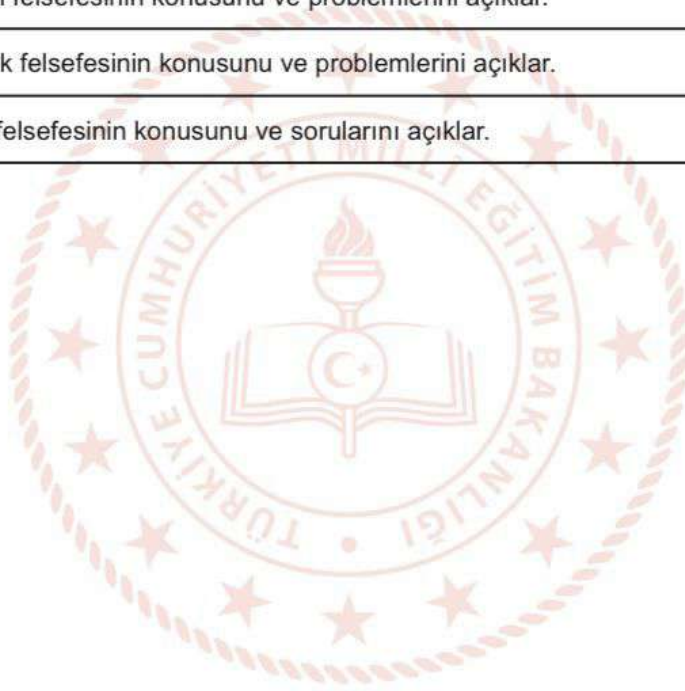 felsefesinin konusunu ve problemlerini açıklar.
k felsefesinin konusunu ve problemlerini açıklar.
felsefesinin konusunu ve sorularını açıklar.
TÜRKİYE CUMHURİYETİ MİLLİ EĞİTİM BAKANLIĞI